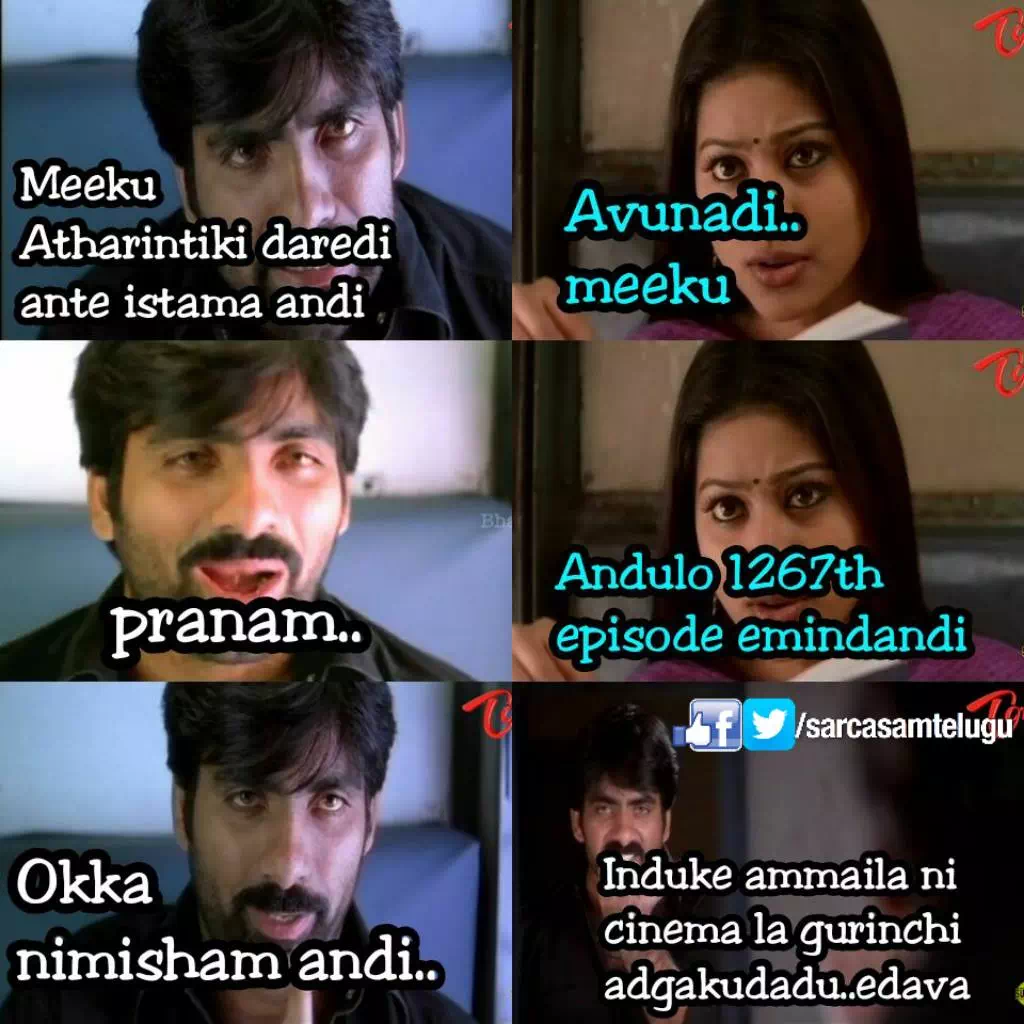 Meeku
Atharintiki daredi
ante istama andi
Avunadi..
meeku
pranam..
Andulo 1267th
episode emindandi
Okka
nimisham andi..
/sarcasamtelugu
Induke ammaila ni
cinema la gurinchi
adgakudadu..edava